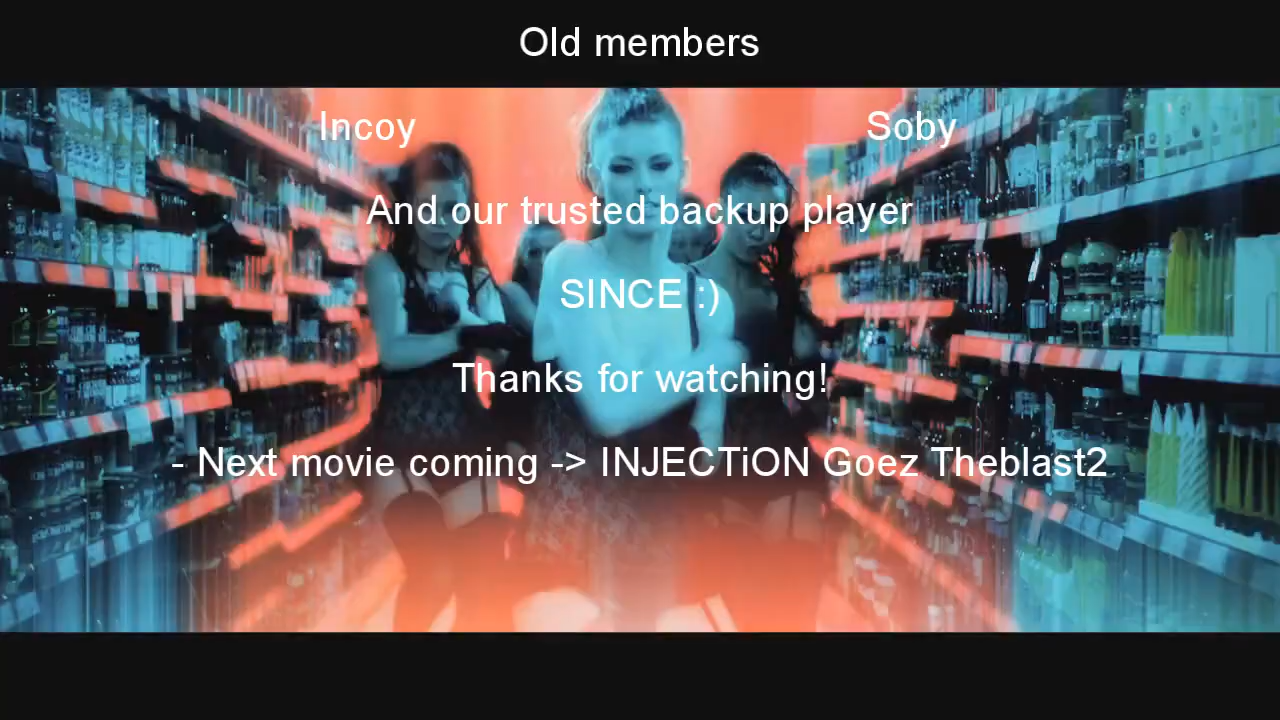 Old members
Incoy Soby
And our trusted backup player
SINCE :)
Thanks for watching!
- Next movie coming -> INJECTiON Goez Theblast2